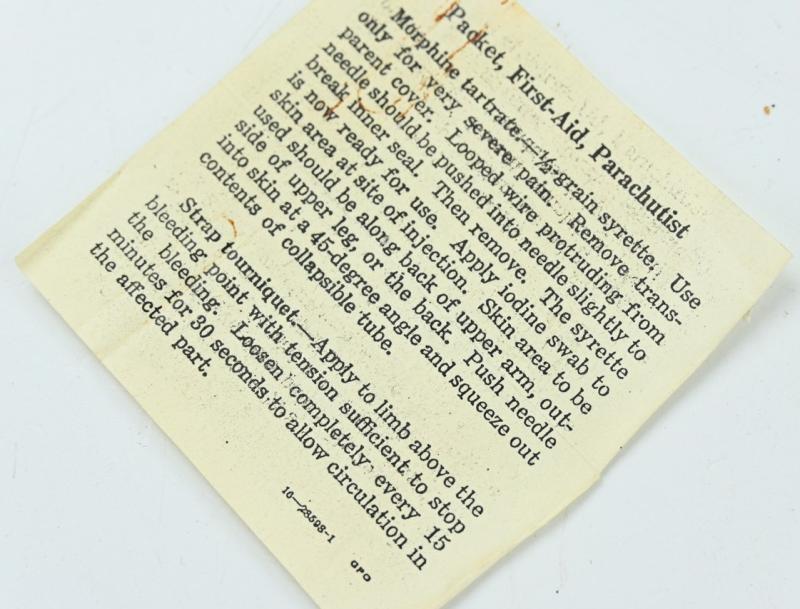 Packet, First-Aid, Parachutist
Morphine tartrate—½-grain syrette. Use
only for very severe pain. Remove trans-
parent cover. Looped wire protruding from
needle should be pushed into needle slightly to
break inner seal. Then remove. The syrette
is now ready for use. Apply iodine swab to
skin area at site of injection. Skin area to be
used should be along back of upper arm, out-
side of upper leg, or the back. Push needle
into skin at a 45-degree angle and squeeze out
contents of collapsible tube.
Strap tourniquet.—Apply to limb above the
bleeding point with tension sufficient to stop
the bleeding. Loosen completely every 15
minutes for 30 seconds to allow circulation in
the affected part.
16—28598-1 GPO